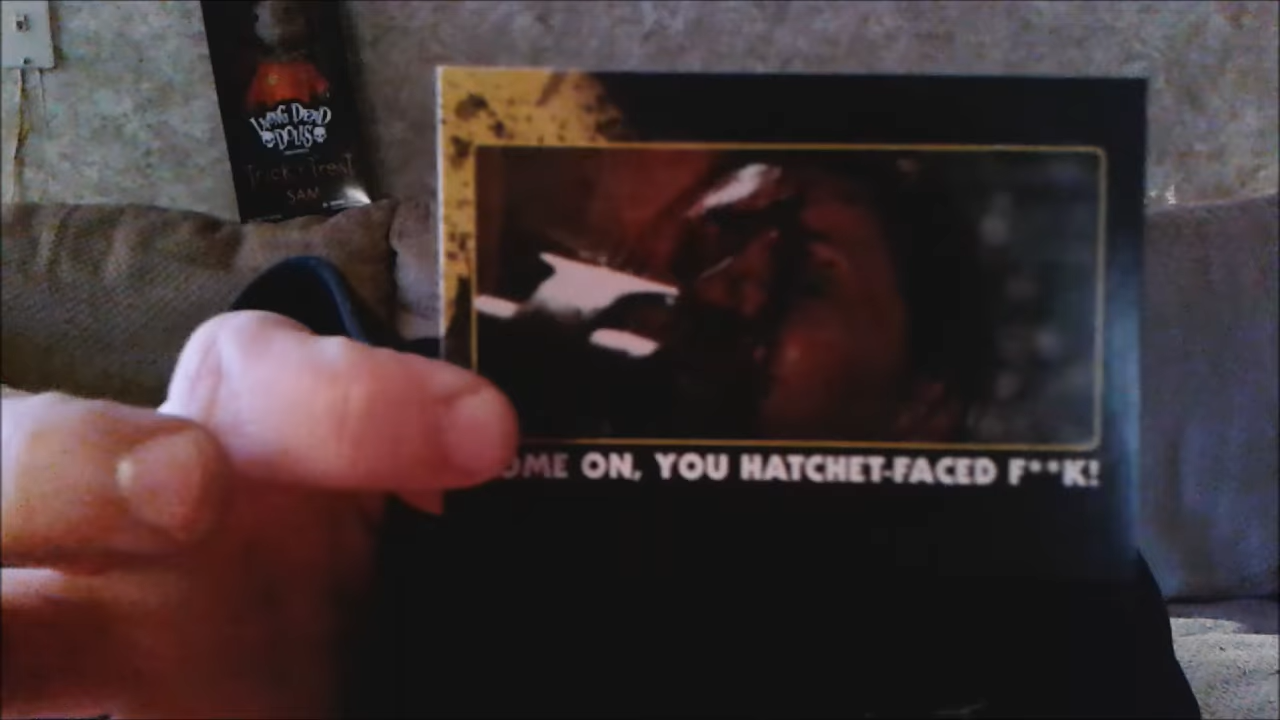 LIVING DEAD
DOLLS
Trick r Treat
SAM
OME ON, YOU HATCHET-FACED F**K!